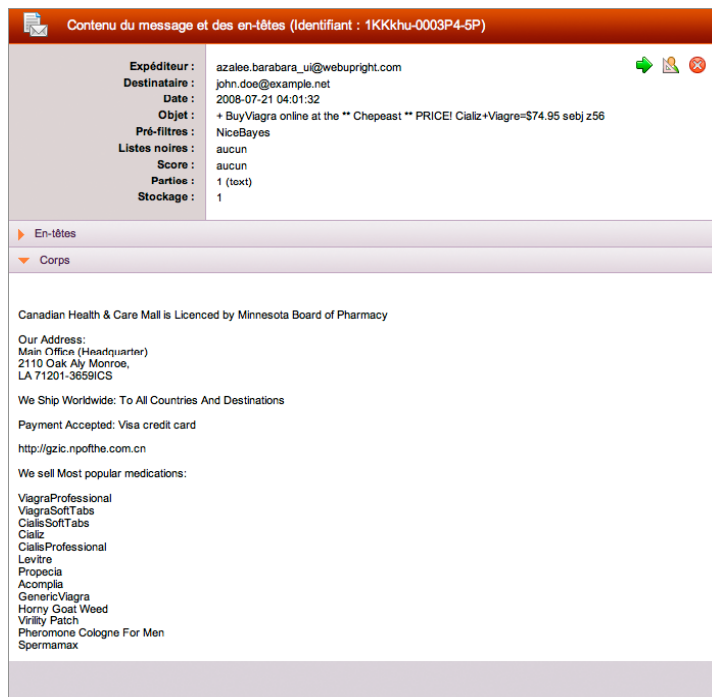 Contenu du message et des en-têtes (Identifiant : 1KKkhu-0003P4-5P)
Expéditeur : azalee.barabara_ui@webupright.com
Destinataire : john.doe@example.net
Date : 2008-07-21 04:01:32
Objet : + BuyViagra online at the ** Chepeast ** PRICE! Cializ+Viagre=$74.95 sebj z56
Pré-filtres : NiceBayes
Listes noires : aucun
Score : aucun
Parties : 1 (text)
Stockage : 1
En-têtes
Corps
Canadian Health & Care Mall is Licenced by Minnesota Board of Pharmacy
Our Address:
Main Office (Headquarter)
2110 Oak Aly Monroe,
LA 71201-3659ICS
We Ship Worldwide: To All Countries And Destinations
Payment Accepted: Visa credit card
http://gzic.npofthe.com.cn
We sell Most popular medications:
ViagraProfessional
ViagraSoftTabs
CialisSoftTabs
Cializ
CialisProfessional
Levitre
Propecia
Acomplia
GenericViagra
Horny Goat Weed
Virility Patch
Pheromone Cologne For Men
Spermamax